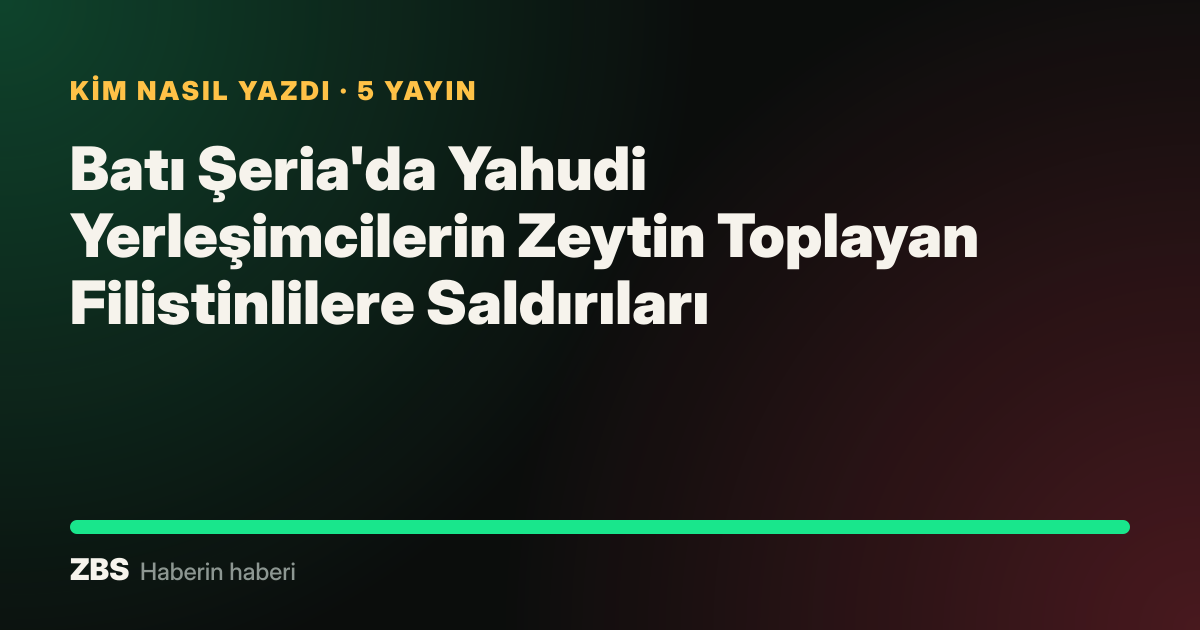 KİM NASIL YAZDI · 5 YAYIN
Batı Şeria'da Yahudi
Yerleşimcilerin Zeytin Toplayan
Filistinlilere Saldırıları
ZBS Haberin haberi